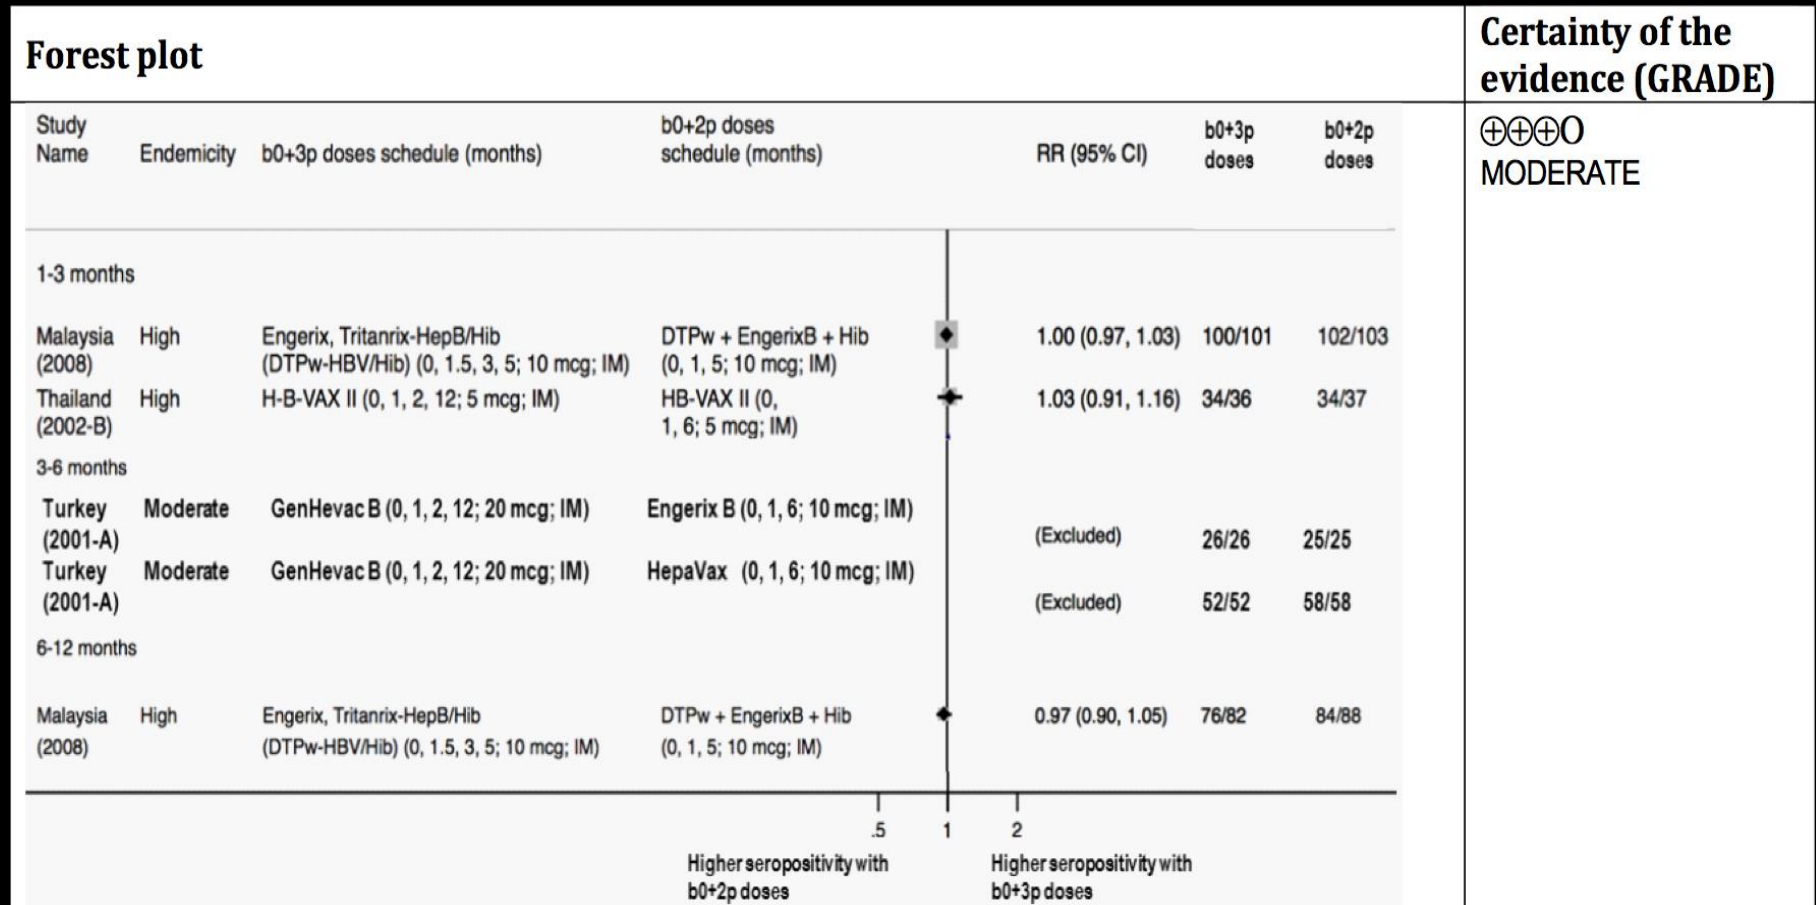 Forest plot
Certainty of the
evidence (GRADE)
⊕⊕⊕O
MODERATE
Study
Name
Endemicity
b0+3p doses schedule (months)
b0+2p doses
schedule (months)
RR (95% CI)
b0+3p
doses
b0+2p
doses
1-3 months
Malaysia
(2008)
High
Engerix, Tritanrix-HepB/Hib
(DTPw-HBV/Hib) (0, 1.5, 3, 5; 10 mcg; IM)
DTPw + EngerixB + Hib
(0, 1, 5; 10 mcg; IM)
1.00 (0.97, 1.03)
100/101
102/103
Thailand
(2002-B)
High
H-B-VAX II (0, 1, 2, 12; 5 mcg; IM)
HB-VAX II (0,
1, 6; 5 mcg; IM)
1.03 (0.91, 1.16)
34/36
34/37
3-6 months
Turkey
(2001-A)
Moderate
GenHevac B (0, 1, 2, 12; 20 mcg; IM)
Engerix B (0, 1, 6; 10 mcg; IM)
(Excluded)
26/26
25/25
Turkey
(2001-A)
Moderate
GenHevac B (0, 1, 2, 12; 20 mcg; IM)
HepaVax (0, 1, 6; 10 mcg; IM)
(Excluded)
52/52
58/58
6-12 months
Malaysia
(2008)
High
Engerix, Tritanrix-HepB/Hib
(DTPw-HBV/Hib) (0, 1.5, 3, 5; 10 mcg; IM)
DTPw + EngerixB + Hib
(0, 1, 5; 10 mcg; IM)
0.97 (0.90, 1.05)
76/82
84/88
.5
1
2
Higher seropositivity with
b0+2p doses
Higher seropositivity with
b0+3p doses